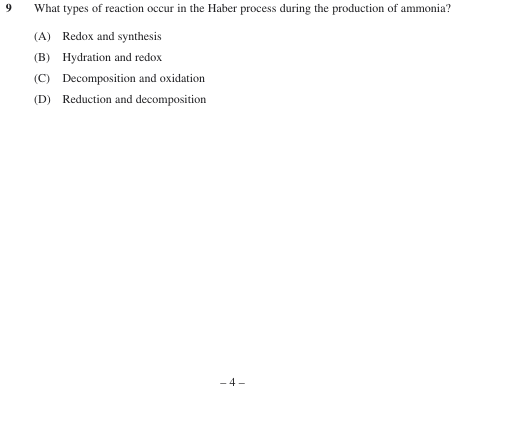 9 What types of reaction occur in the Haber process during the production of ammonia?
(A) Redox and synthesis
(B) Hydration and redox
(C) Decomposition and oxidation
(D) Reduction and decomposition
– 4 –